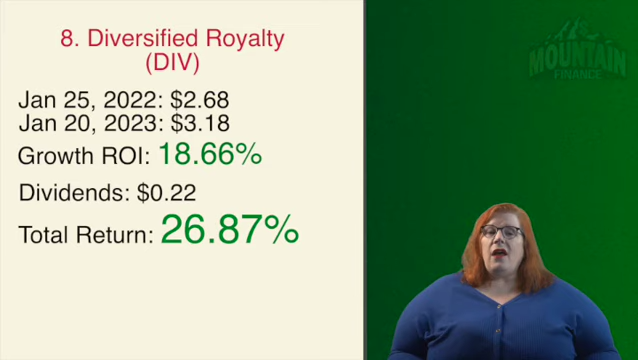 8. Diversified Royalty
(DIV)
Jan 25, 2022: $2.68
Jan 20, 2023: $3.18
Growth ROI: 18.66%
Dividends: $0.22
Total Return: 26.87%
MOUNTAIN
FINANCE